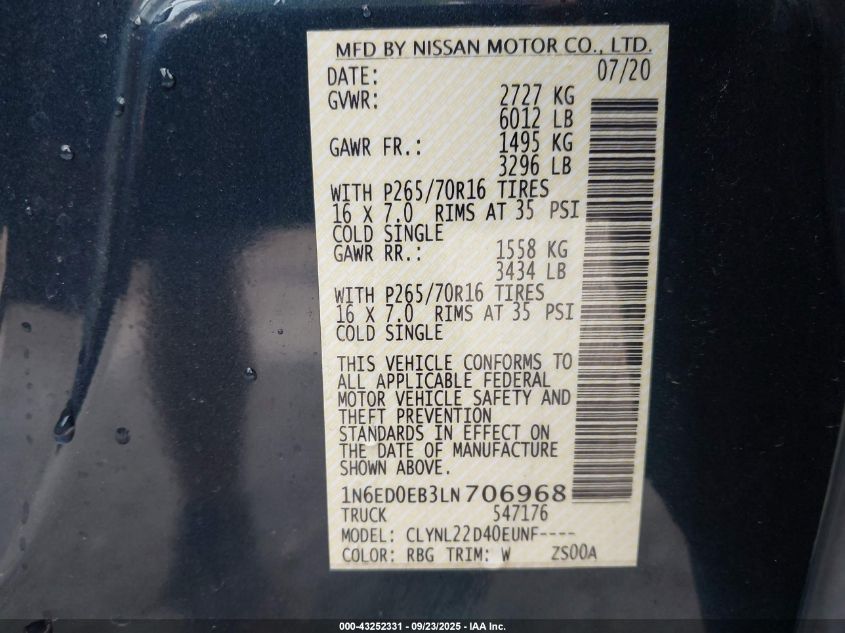 MFD BY NISSAN MOTOR CO., LTD.
DATE: 07/20
GVWR: 2727 KG
6012 LB
GAWR FR.: 1495 KG
3296 LB
WITH P265/70R16 TIRES
16 X 7.0 RIMS AT 35 PSI
COLD SINGLE
GAWR RR.: 1558 KG
3434 LB
WITH P265/70R16 TIRES
16 X 7.0 RIMS AT 35 PSI
COLD SINGLE
THIS VEHICLE CONFORMS TO
ALL APPLICABLE FEDERAL
MOTOR VEHICLE SAFETY AND
THEFT PREVENTION
STANDARDS IN EFFECT ON
THE DATE OF MANUFACTURE
SHOWN ABOVE.
1N6ED0EB3LN706968
TRUCK 547176
MODEL: CLYNL22D40EUNF----
COLOR: RBG TRIM: W ZS00A
000-43252331 - 09/23/2025 - IAA Inc.